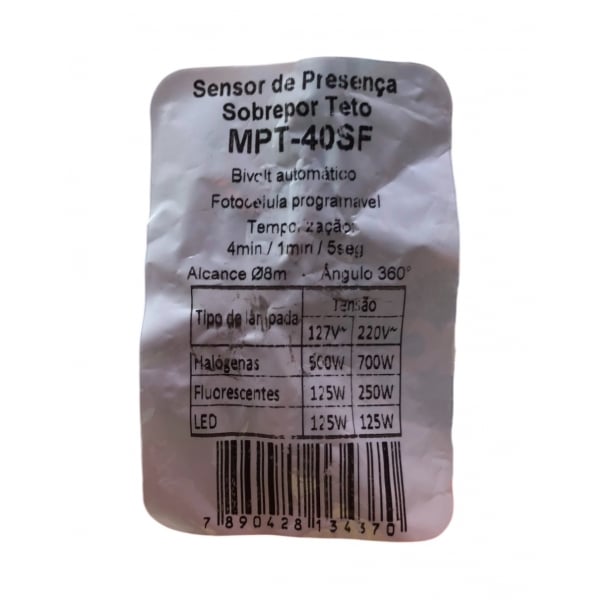 Sensor de Presença
Sobrepor Teto
MPT-40SF
Bivolt automático
Fotocélula programável
Temporização:
4min / 1min / 5seg
Alcance Ø8m - Ângulo 360°
Tipo de lâmpada Tensão
127V~ 220V~
Halógenas 500W 700W
Fluorescentes 125W 250W
LED 125W 125W
7 890428 134370